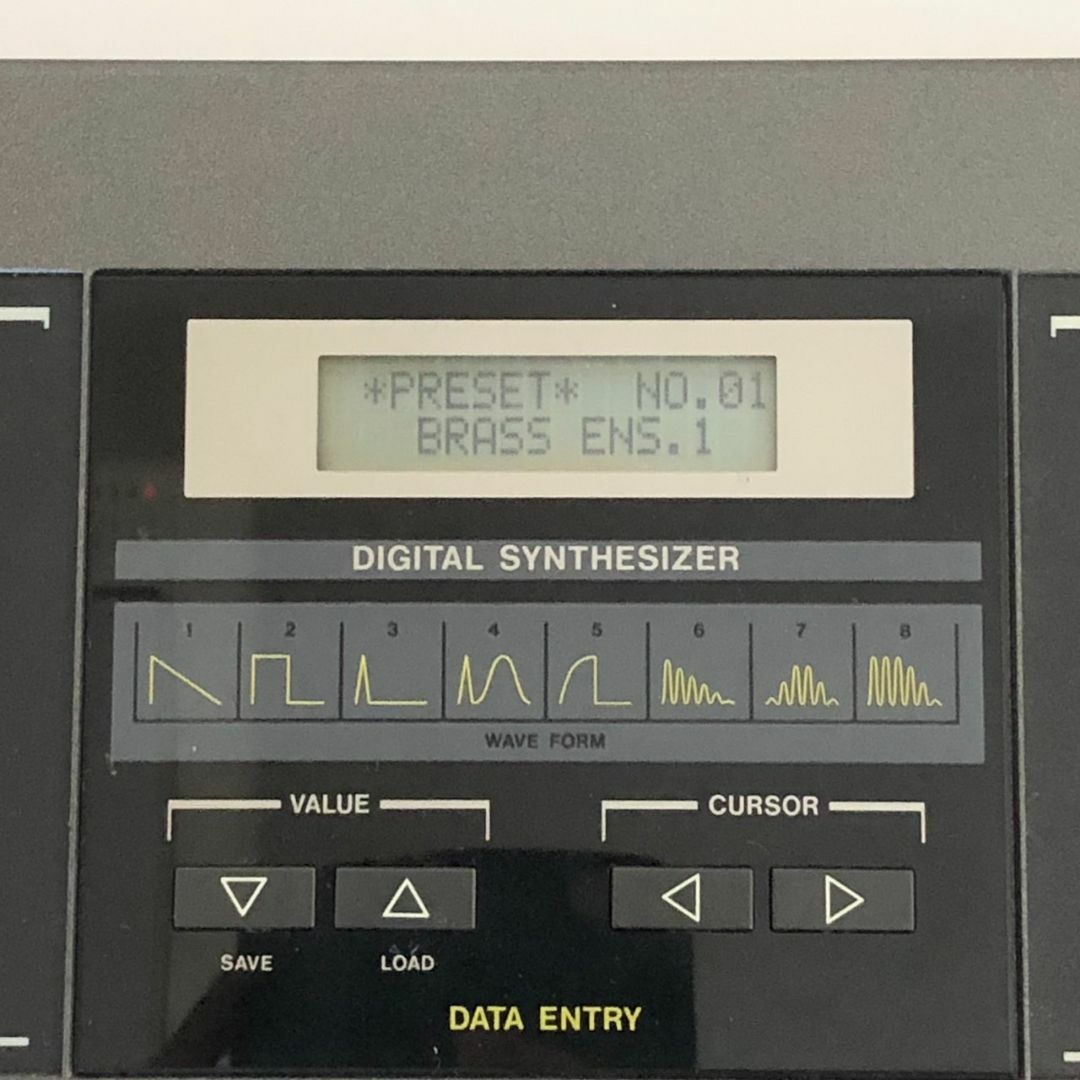 *PRESET* NO.01
BRASS ENS.1
DIGITAL SYNTHESIZER
1 2 3 4 5 6 7 8
WAVE FORM
VALUE CURSOR
SAVE LOAD
DATA ENTRY